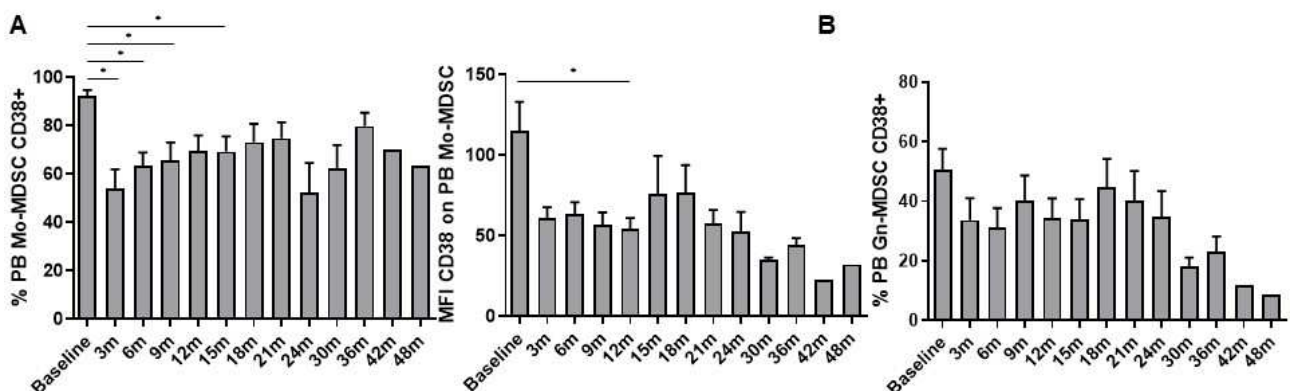 A
B
*
*
*
*
% PB Mo-MDSC CD38+
100
80
60
40
20
0
Baseline
3m
6m
9m
12m
15m
18m
21m
24m
30m
36m
42m
48m
*
MFI CD38 on PB Mo-MDSC
150
100
50
0
Baseline
3m
6m
9m
12m
15m
18m
21m
24m
30m
36m
42m
48m
% PB Gn-MDSC CD38+
80
60
40
20
0
Baseline
3m
6m
9m
12m
15m
18m
21m
24m
30m
36m
42m
48m